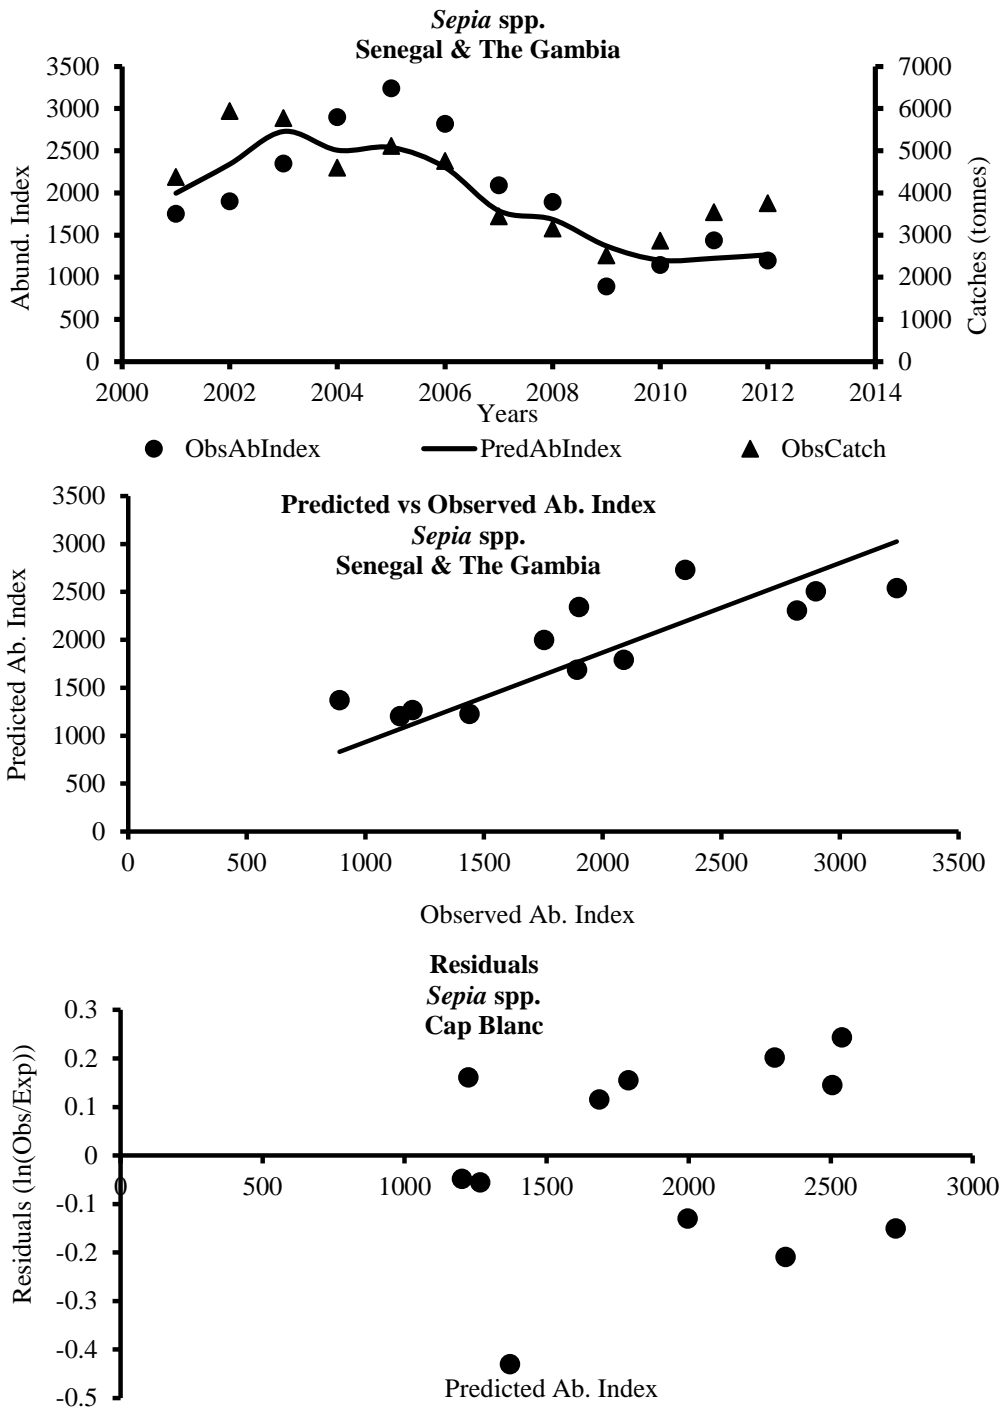 Sepia spp.
Senegal & The Gambia
3500
3000
2500
2000
1500
1000
500
0
Abund. Index
7000
6000
5000
4000
3000
2000
1000
0
Catches (tonnes)
2000 2002 2004 2006 2008 2010 2012 2014
Years
ObsAbIndex PredAbIndex ObsCatch
Predicted vs Observed Ab. Index
Sepia spp.
Senegal & The Gambia
3500
3000
2500
2000
1500
1000
500
0
Predicted Ab. Index
0 500 1000 1500 2000 2500 3000 3500
Observed Ab. Index
Residuals
Sepia spp.
Cap Blanc
0.3
0.2
0.1
0
-0.1
-0.2
-0.3
-0.4
-0.5
Residuals (ln(Obs/Exp))
0 500 1000 1500 2000 2500 3000
Predicted Ab. Index